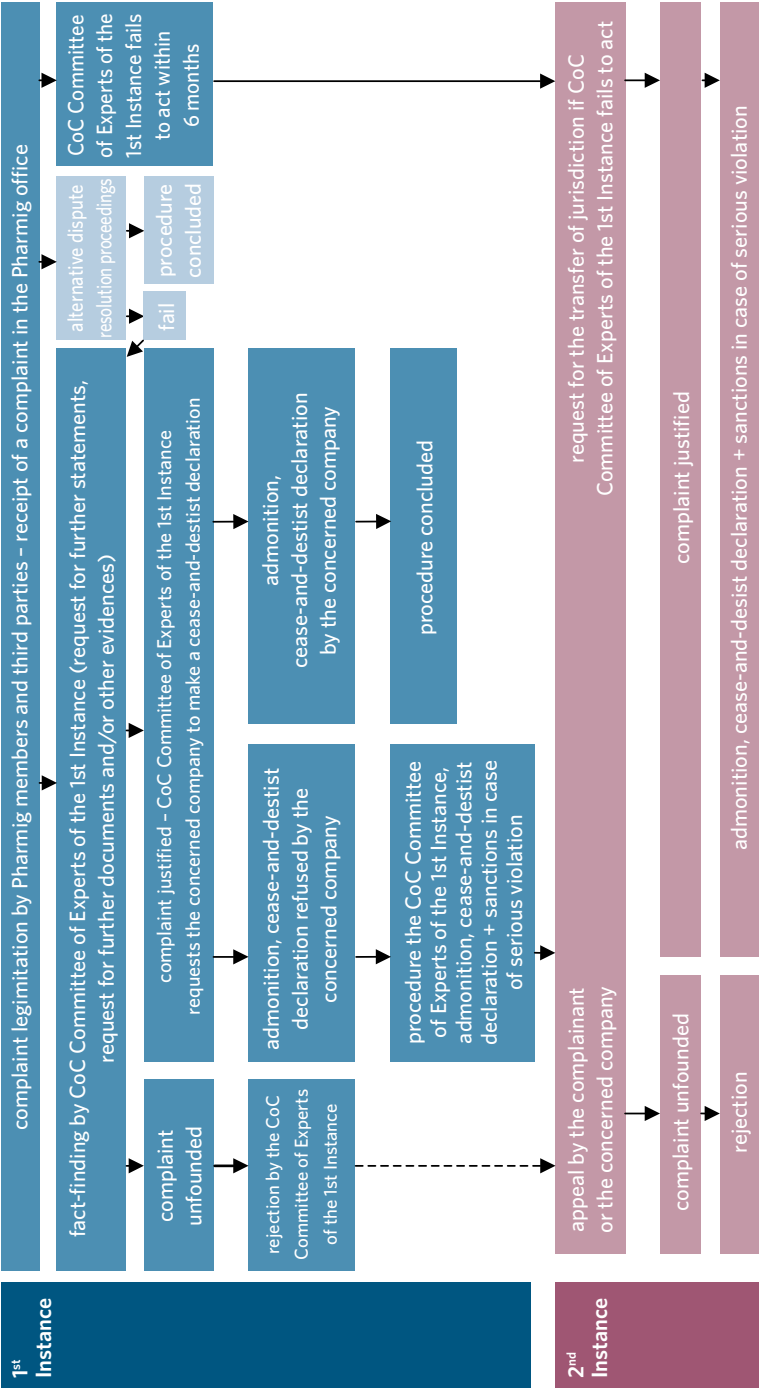 1st
Instance
complaint legimitation by Pharmig members and third parties – receipt of a complaint in the Pharmig office
fact-finding by CoC Committee of Experts of the 1st Instance (request for further statements,
request for further documents and/or other evidences)
alternative dispute
resolution proceedings
CoC Committee
of Experts of the
1st Instance fails
to act within
6 months
complaint
unfounded
complaint justified – CoC Committee of Experts of the 1st Instance
requests the concerned company to make a cease-and-destist declaration
fail
procedure
concluded
rejection by the CoC
Committee of Experts
of the 1st Instance
admonition, cease-and-destist
declaration refused by the
concerned company
admonition,
cease-and-destist declaration
by the concerned company
procedure the CoC Committee
of Experts of the 1st Instance,
admonition, cease-and-destist
declaration + sanctions in case
of serious violation
procedure concluded
2nd
Instance
appeal by the complainant
or the concerned company
request for the transfer of jurisdiction if CoC
Committee of Experts of the 1st Instance fails to act
complaint unfounded
complaint justified
rejection
admonition, cease-and-desist declaration + sanctions in case of serious violation